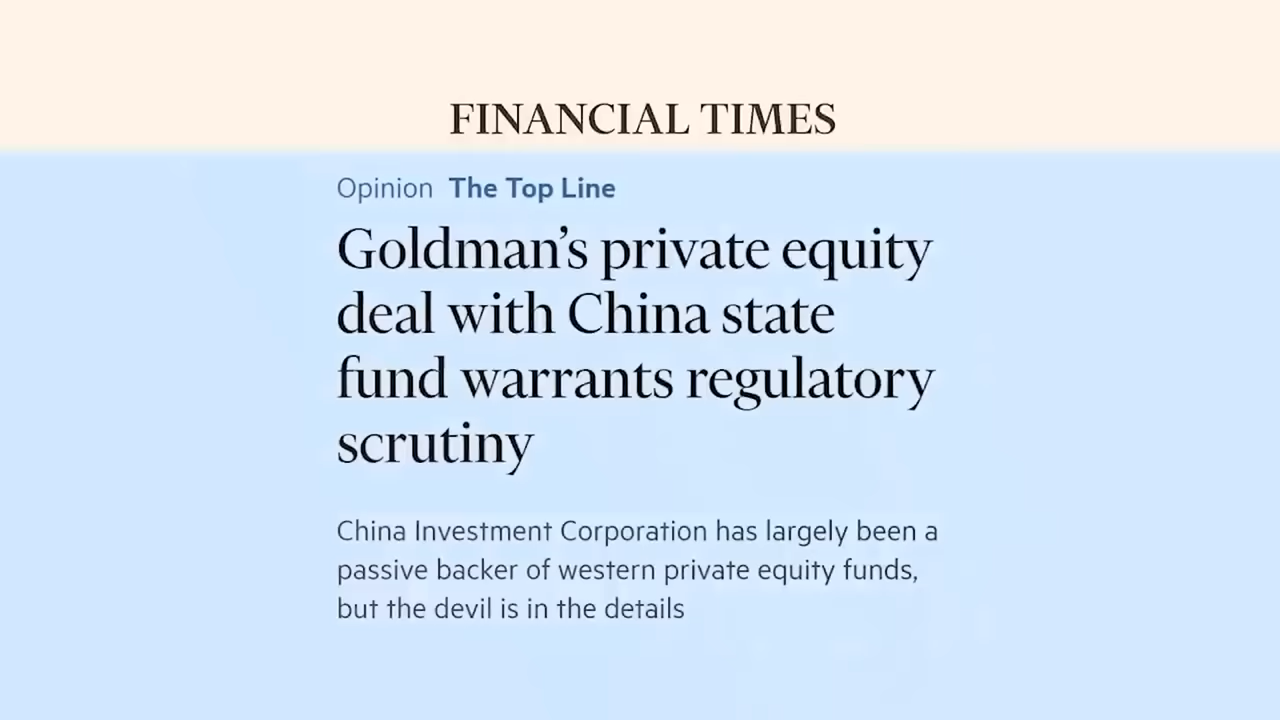 FINANCIAL TIMES
Opinion The Top Line
Goldman’s private equity
deal with China state
fund warrants regulatory
scrutiny
China Investment Corporation has largely been a
passive backer of western private equity funds,
but the devil is in the details